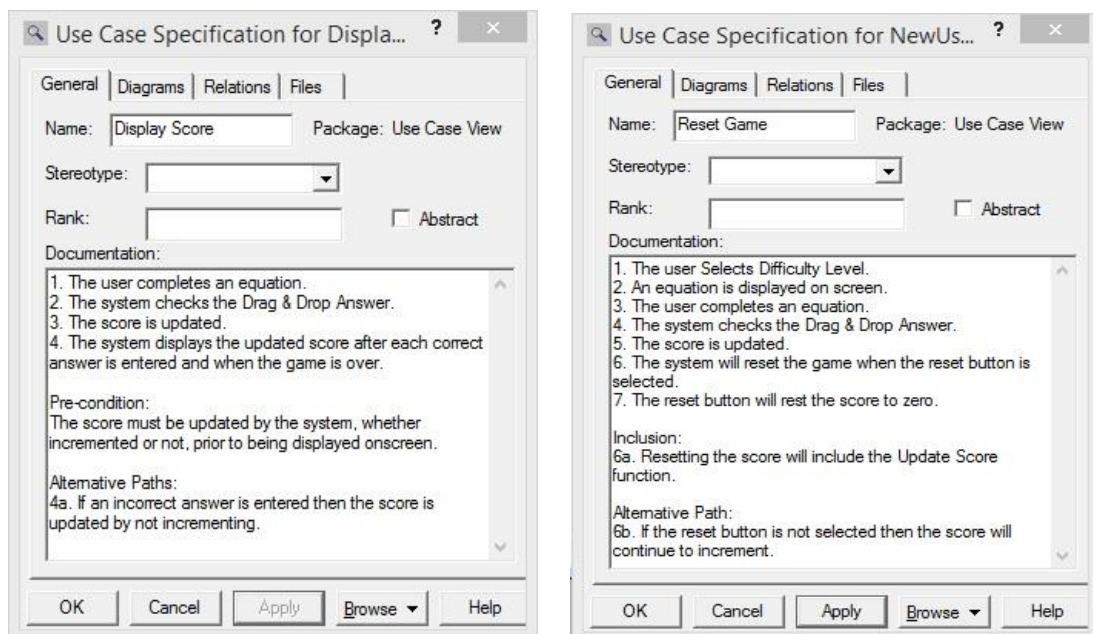 Use Case Specification for Displa... ? ×
General Diagrams Relations Files
Name: Display Score Package: Use Case View
Stereotype:
Rank: Abstract
Documentation:
1. The user completes an equation.
2. The system checks the Drag & Drop Answer.
3. The score is updated.
4. The system displays the updated score after each correct
answer is entered and when the game is over.
Pre-condition:
The score must be updated by the system, whether
incremented or not, prior to being displayed onscreen.
Alternative Paths:
4a. If an incorrect answer is entered then the score is
updated by not incrementing.
OK Cancel Apply Browse Help
Use Case Specification for NewUs... ? ×
General Diagrams Relations Files
Name: Reset Game Package: Use Case View
Stereotype:
Rank: Abstract
Documentation:
1. The user Selects Difficulty Level.
2. An equation is displayed on screen.
3. The user completes an equation.
4. The system checks the Drag & Drop Answer.
5. The score is updated.
6. The system will reset the game when the reset button is
selected.
7. The reset button will rest the score to zero.
Inclusion:
6a. Resetting the score will include the Update Score
function.
Alternative Path:
6b. If the reset button is not selected then the score will
continue to increment.
OK Cancel Apply Browse Help